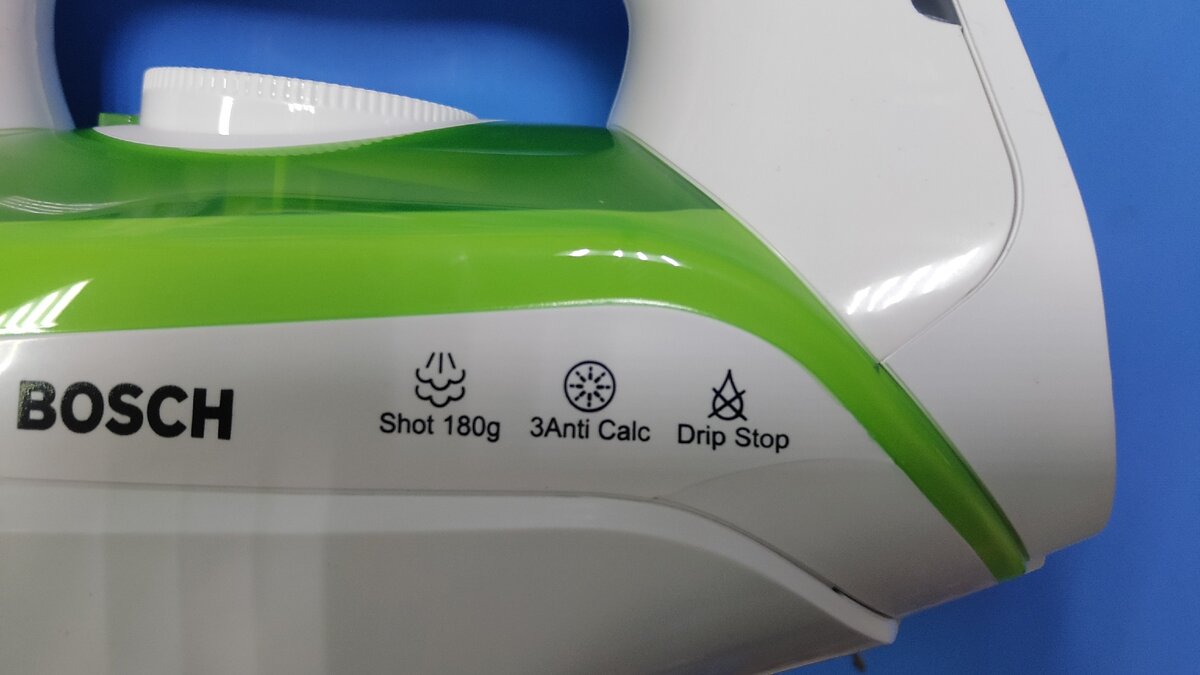 BOSCH
Shot 180g
3Anti Calc
Drip Stop